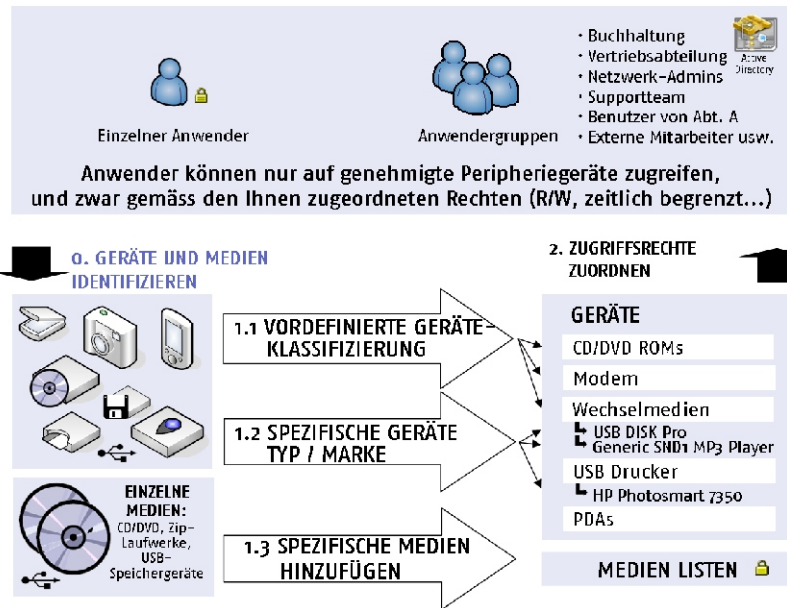 Einzelner Anwender
Anwendergruppen
· Buchhaltung
· Vertriebsabteilung
· Netzwerk-Admins
· Supportteam
· Benutzer von Abt. A
· Externe Mitarbeiter usw.
Active
Directory
Anwender können nur auf genehmigte Peripheriegeräte zugreifen,
und zwar gemäss den Ihnen zugeordneten Rechten (R/W, zeitlich begrenzt...)
0. GERÄTE UND MEDIEN
IDENTIFIZIEREN
2. ZUGRIFFSRECHTE
ZUORDNEN
1.1 VORDEFINIERTE GERÄTE-
KLASSIFIZIERUNG
1.2 SPEZIFISCHE GERÄTE
TYP / MARKE
EINZELNE
MEDIEN:
CD/DVD, Zip-
Laufwerke,
USB-
Speichergeräte
1.3 SPEZIFISCHE MEDIEN
HINZUFÜGEN
GERÄTE
CD/DVD ROMs
Modem
Wechselmedien
USB DISK Pro
Generic SND1 MP3 Player
USB Drucker
HP Photosmart 7350
PDAs
MEDIEN LISTEN